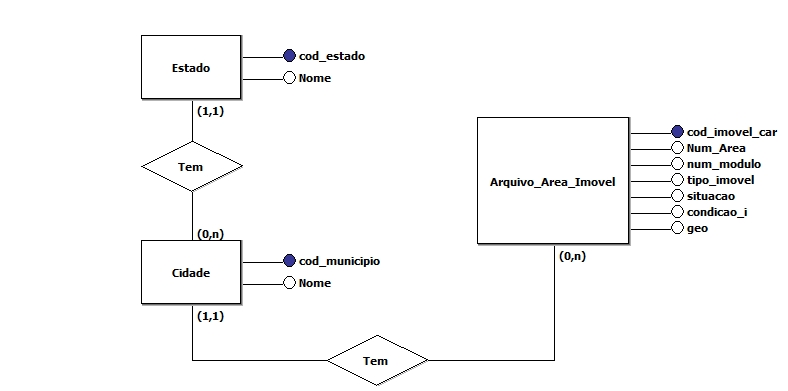 cod_estado
Estado
Nome
(1,1)
Tem
(0,n)
cod_municipio
Cidade
Nome
(1,1)
Tem
cod_imovel_car
Num_Area
num_modulo
tipo_imovel
Arquivo_Area_Imovel
situacao
condicao_i
geo
(0,n)